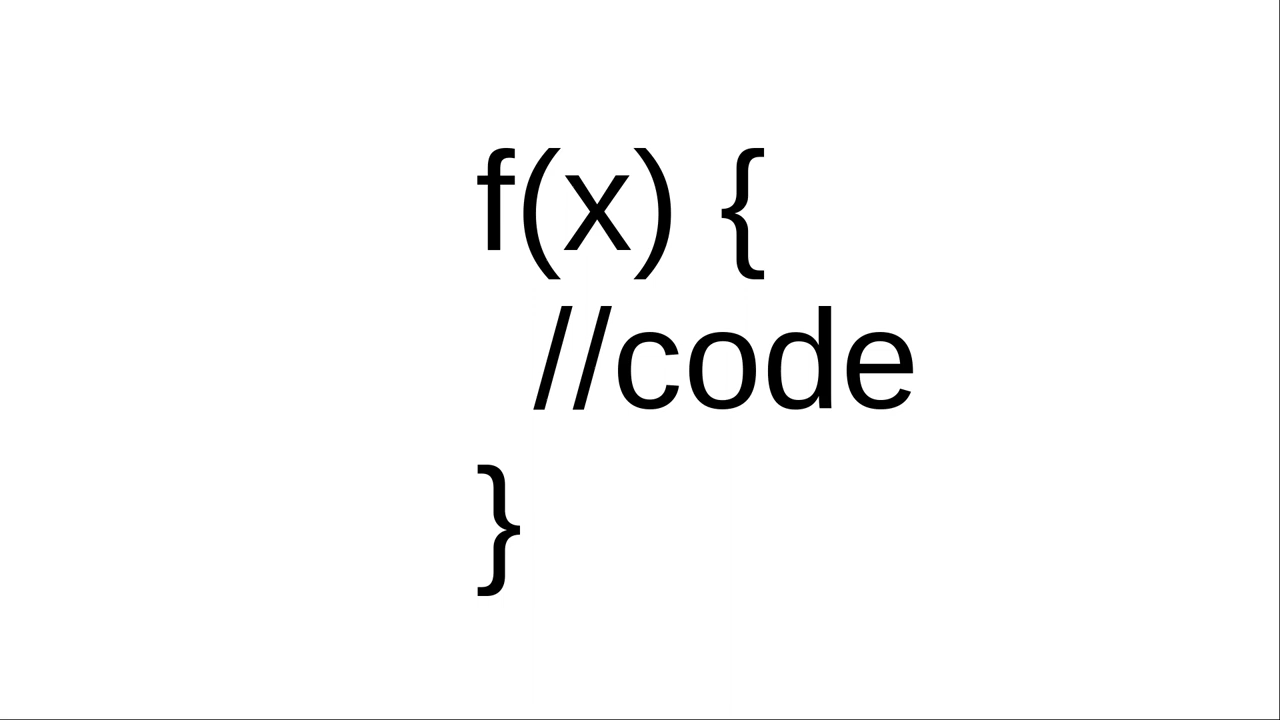 f(x) {
  //code
}